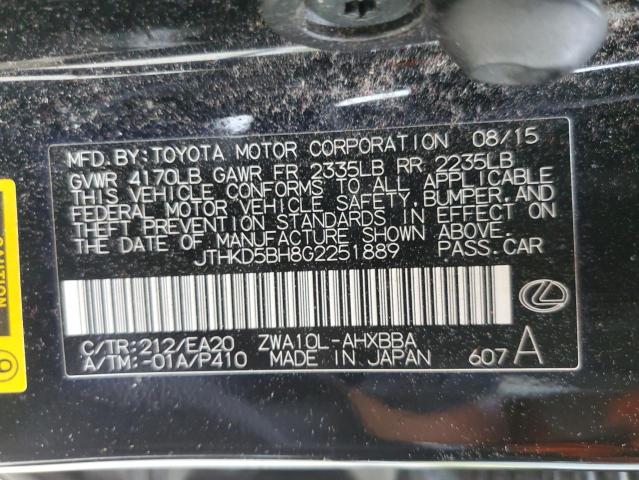 MFD. BY: TOYOTA MOTOR CORPORATION 08/15
GVWR 4170LB GAWR FR 2335LB RR 2235LB
THIS VEHICLE CONFORMS TO ALL APPLICABLE
FEDERAL MOTOR VEHICLE SAFETY, BUMPER, AND
THEFT PREVENTION STANDARDS IN EFFECT ON
THE DATE OF MANUFACTURE SHOWN ABOVE.
JTHKD5BH8G2251889 PASS. CAR
C/TR:212/EA20 ZWA10L-AHXBBA
A/TM:-01A/P410 MADE IN JAPAN 607 A
CAUTION